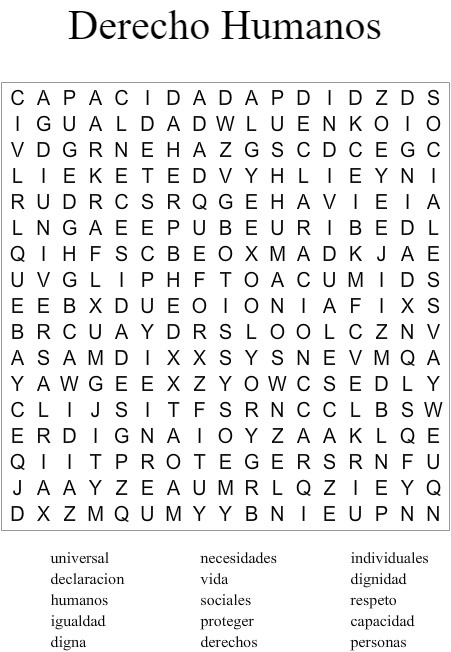 Derecho Humanos
C A P A C I D A D A P D I D Z D S
I G U A L D A D W L U E N K O I O
V D G R N E H A Z G S C D C E G C
L I E K E T E D V Y H L I E Y N I
R U D R C S R Q G E H A V I E I A
L N G A E E P U B E U R I B E D L
Q I H F S C B E O X M A D K J A E
U V G L I P H F T O A C U M I D S
E E B X D U E O I O N I A F I X S
B R C U A Y D R S L O O L C Z N V
A S A M D I X X S Y S N E V M Q A
Y A W G E E X Z Y O W C S E D L Y
C L I J S I T F S R N C C L B S W
E R D I G N A I O Y Z A A K L Q E
Q I I T P R O T E G E R S R N F U
J A A Y Z E A U M R L Q Z I E Y Q
D X Z M Q U M Y Y B N I E U P N N
universal necesidades individuales
declaracion vida dignidad
humanos sociales respeto
igualdad proteger capacidad
digna derechos personas